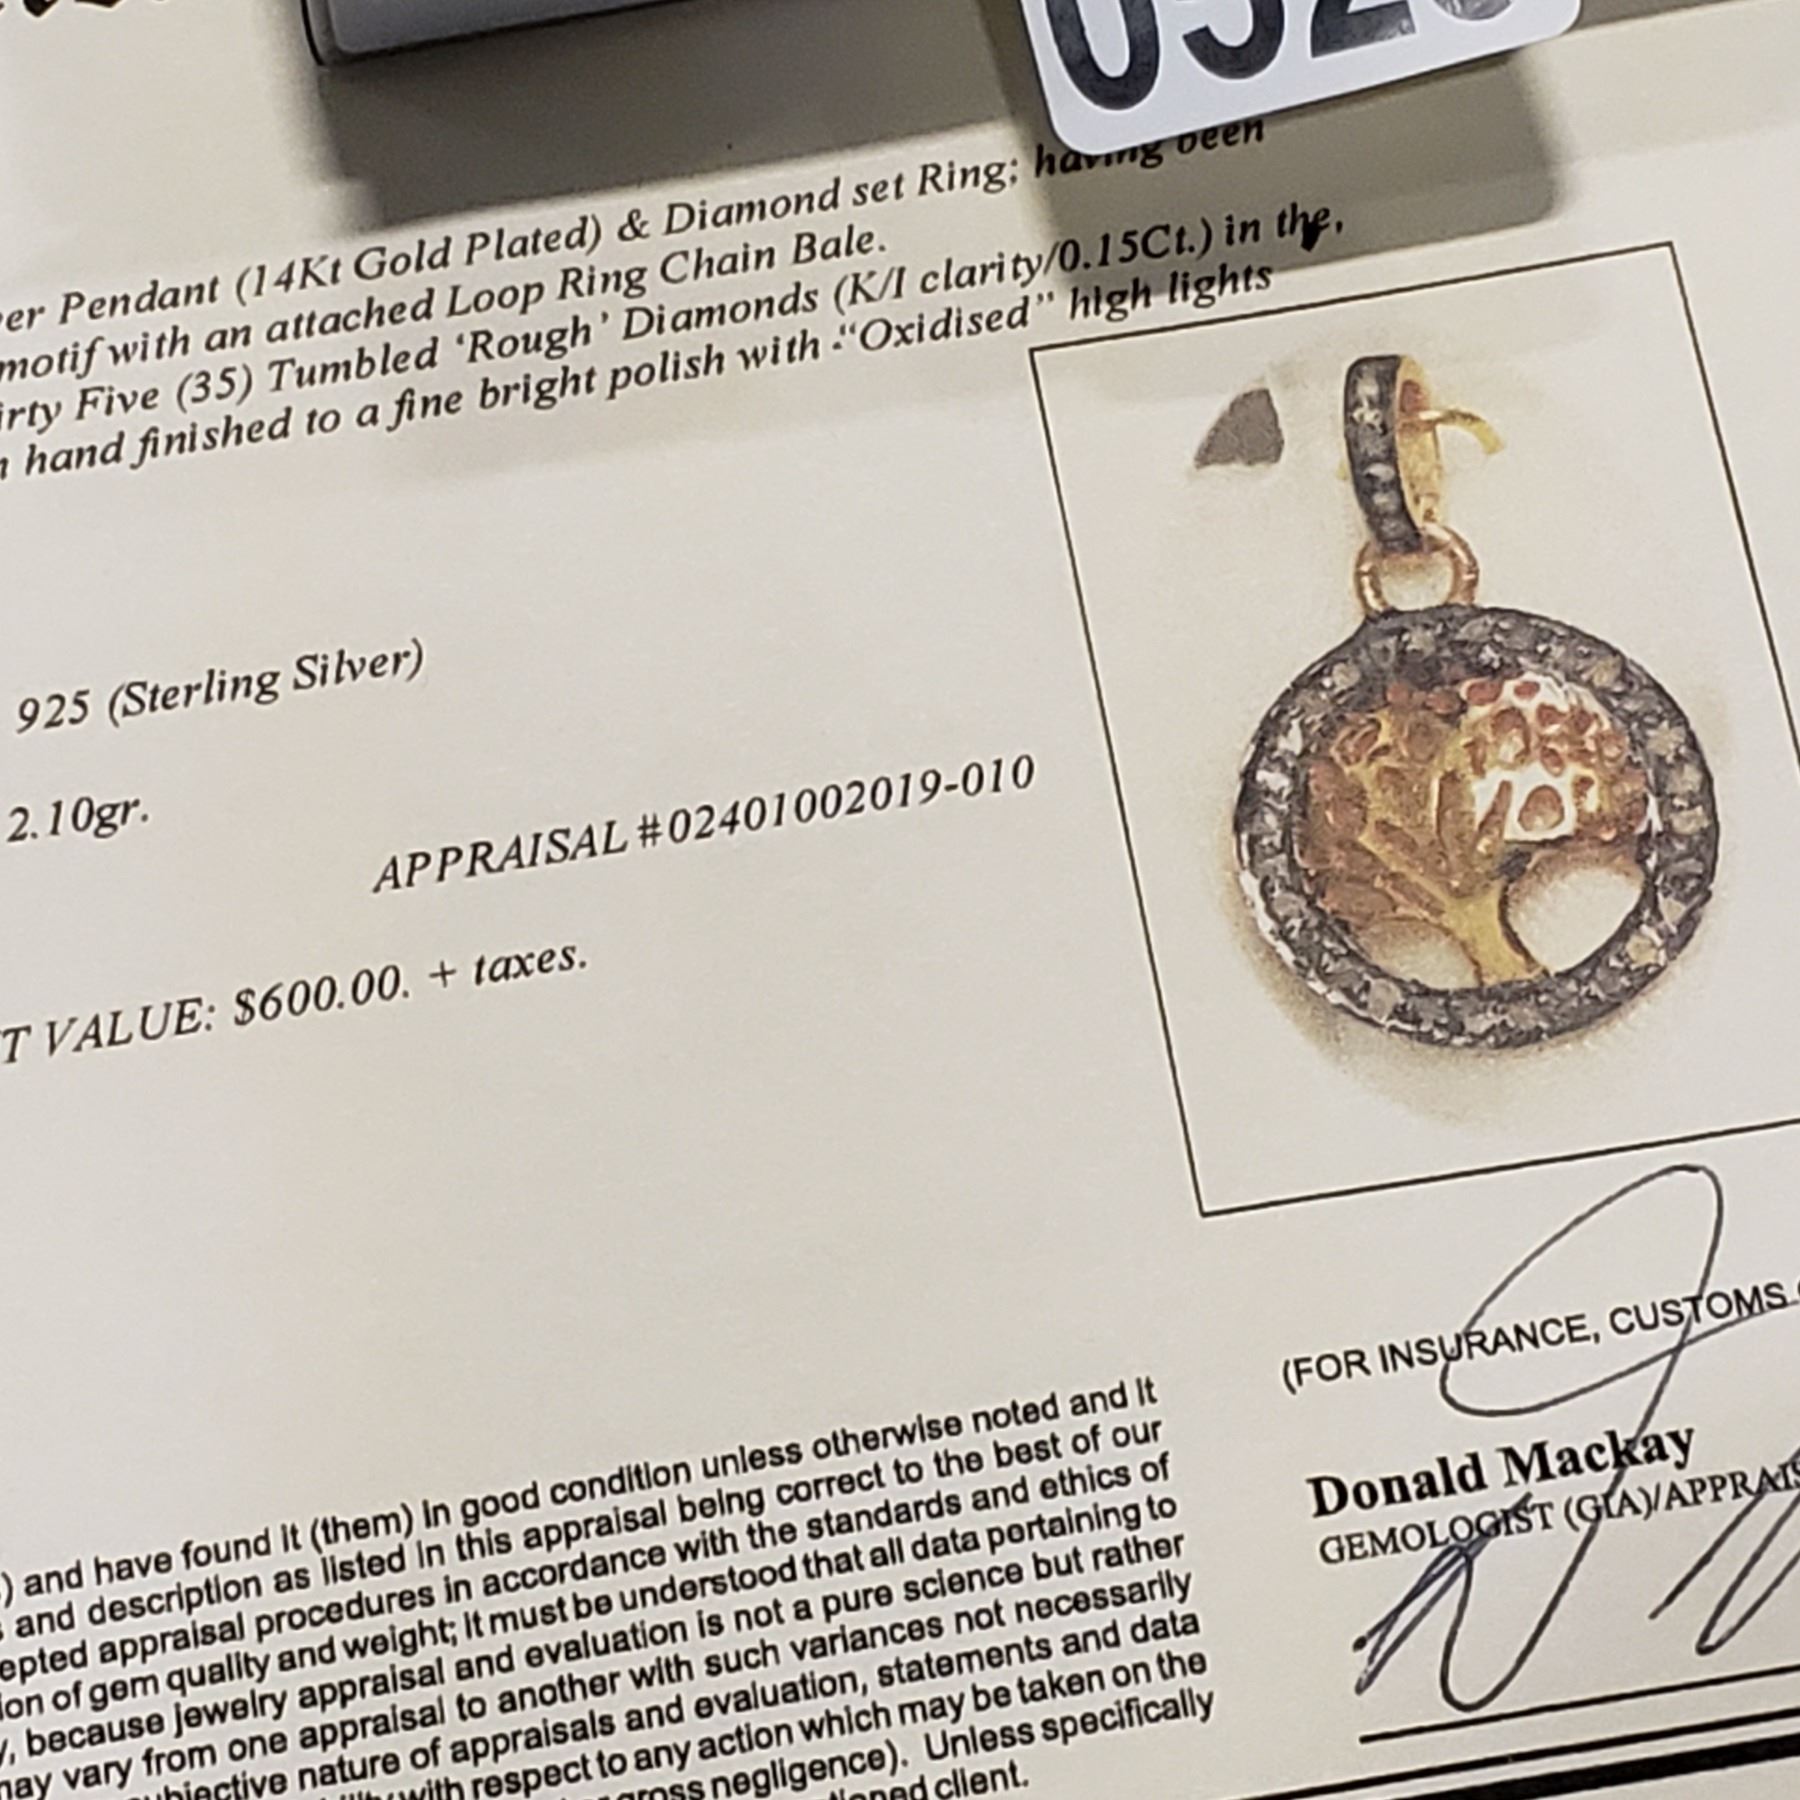 052
er Pendant (14Kt Gold Plated) & Diamond set Ring; having been
motif with an attached Loop Ring Chain Bale.
irty Five (35) Tumbled ‘Rough’ Diamonds (K/I clarity/0.15Ct.) in the,
hand finished to a fine bright polish with “Oxidised” high lights
925 (Sterling Silver)
2.10gr.
APPRAISAL #02401002019-010
T VALUE: $600.00. + taxes.
(FOR INSURANCE, CUSTOMS
Donald Mackay
GEMOLOGIST (GIA)/APPRAIS
) and have found it (them) in good condition unless otherwise noted and it
and description as listed in this appraisal being correct to the best of our
epted appraisal procedures in accordance with the standards and ethics of
ion of gem quality and weight; it must be understood that all data pertaining to
, because jewelry appraisal and evaluation is not a pure science but rather
may vary from one appraisal to another with such variances not necessarily
ubjective nature of appraisals and evaluation, statements and data
with respect to any action which may be taken on the
gross negligence). Unless specifically
tioned client.